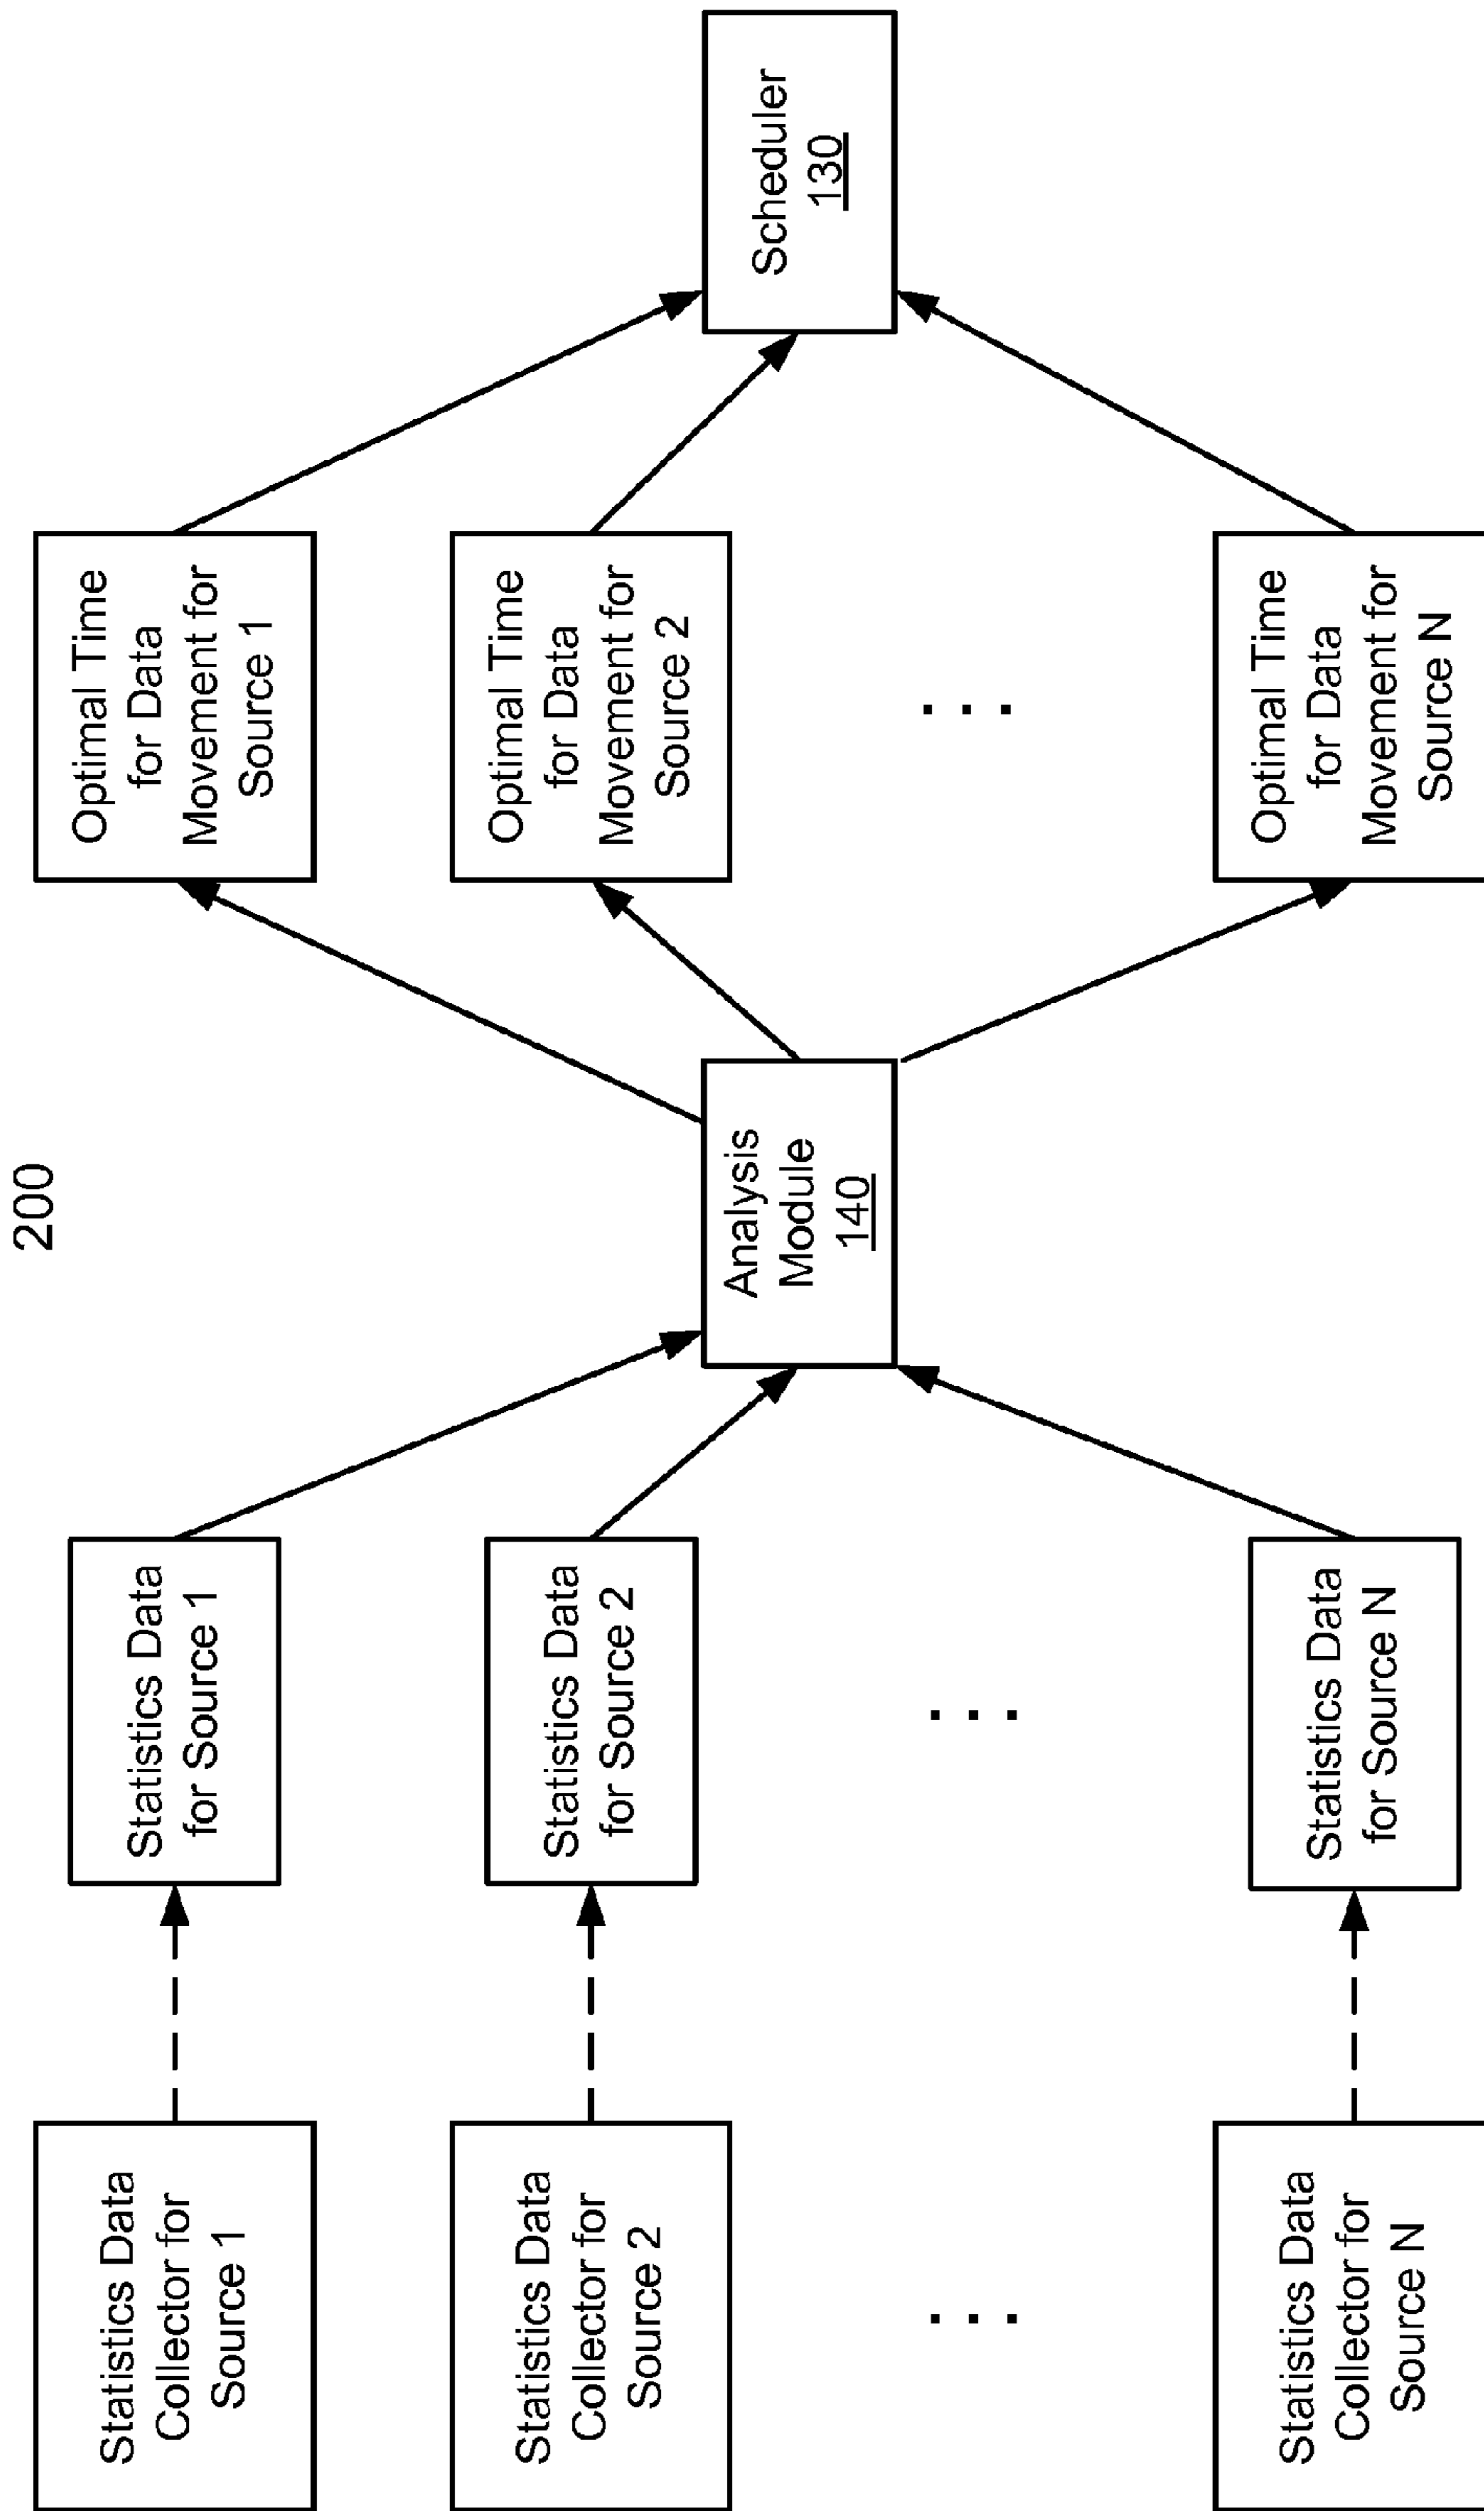 200
Statistics Data
Collector for
Source 1
Statistics Data
for Source 1
Optimal Time
for Data
Movement for
Source 1
Statistics Data
Collector for
Source 2
Statistics Data
for Source 2
Optimal Time
for Data
Movement for
Source 2
Analysis
Module
140
Scheduler
130
. . .
. . .
. . .
Statistics Data
Collector for
Source N
Statistics Data
for Source N
Optimal Time
for Data
Movement for
Source N